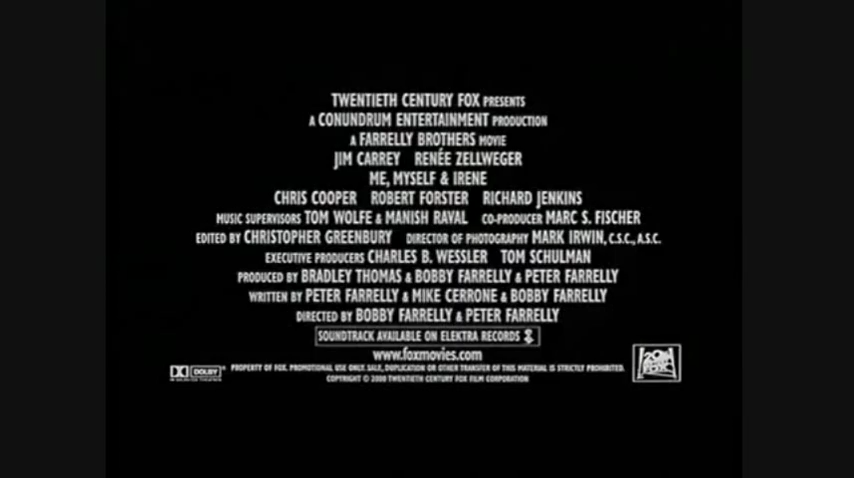 TWENTIETH CENTURY FOX PRESENTS
A CONUNDRUM ENTERTAINMENT PRODUCTION
A FARRELLY BROTHERS MOVIE
JIM CARREY RENÉE ZELLWEGER
ME, MYSELF & IRENE
CHRIS COOPER ROBERT FORSTER RICHARD JENKINS
MUSIC SUPERVISORS TOM WOLFE & MANISH RAVAL CO-PRODUCER MARC S. FISCHER
EDITED BY CHRISTOPHER GREENBURY DIRECTOR OF PHOTOGRAPHY MARK IRWIN, C.S.C., A.S.C.
EXECUTIVE PRODUCERS CHARLES B. WESSLER TOM SCHULMAN
PRODUCED BY BRADLEY THOMAS & BOBBY FARRELLY & PETER FARRELLY
WRITTEN BY PETER FARRELLY & MIKE CERRONE & BOBBY FARRELLY
DIRECTED BY BOBBY FARRELLY & PETER FARRELLY
SOUNDTRACK AVAILABLE ON ELEKTRA RECORDS
www.foxmovies.com
DOLBY PROPERTY OF FOX. PROMOTIONAL USE ONLY. SALE, DUPLICATION OR OTHER TRANSFER OF THIS MATERIAL IS STRICTLY PROHIBITED.
COPYRIGHT © 2000 TWENTIETH CENTURY FOX FILM CORPORATION
20TH CENTURY FOX